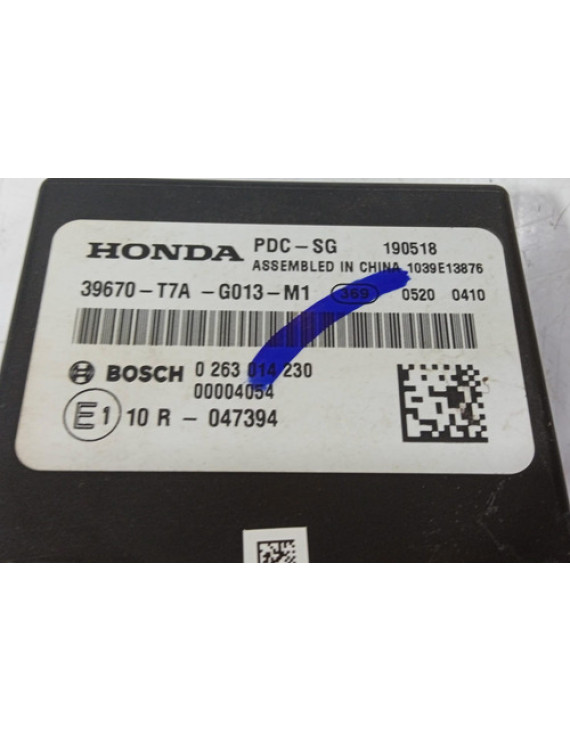 HONDA PDC-SG 190518
ASSEMBLED IN CHINA 1039E13876
39670-T7A -G013-M1 369 0520 0410
BOSCH 0 263 014 230
00004054
E1 10 R - 047394